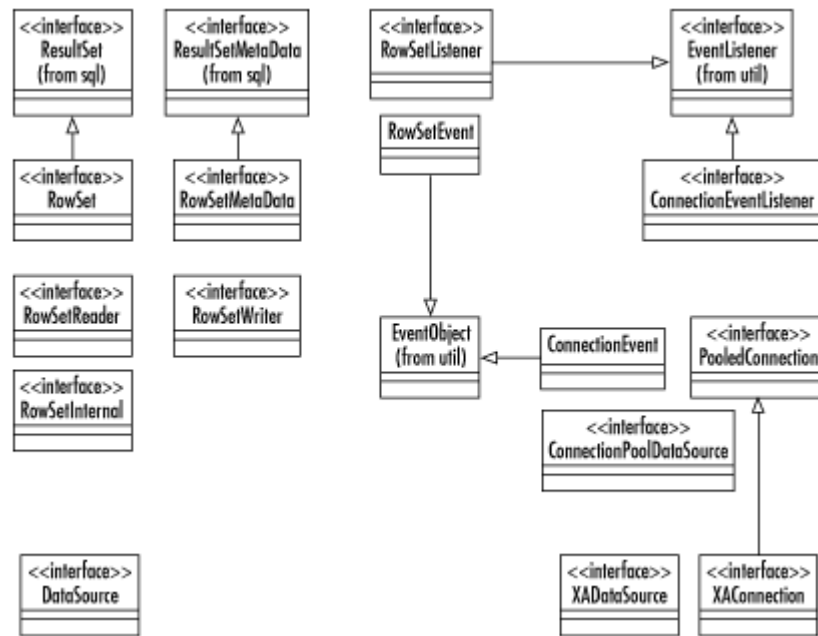 <<interface>>
ResultSet
(from sql)
<<interface>>
ResultSetMetaData
(from sql)
<<interface>>
RowSetListener
<<interface>>
EventListener
(from util)
RowSetEvent
<<interface>>
RowSet
<<interface>>
RowSetMetaData
<<interface>>
ConnectionEventListener
<<interface>>
RowSetReader
<<interface>>
RowSetWriter
EventObject
(from util)
ConnectionEvent
<<interface>>
PooledConnection
<<interface>>
RowSetInternal
<<interface>>
ConnectionPoolDataSource
<<interface>>
DataSource
<<interface>>
XADataSource
<<interface>>
XAConnection